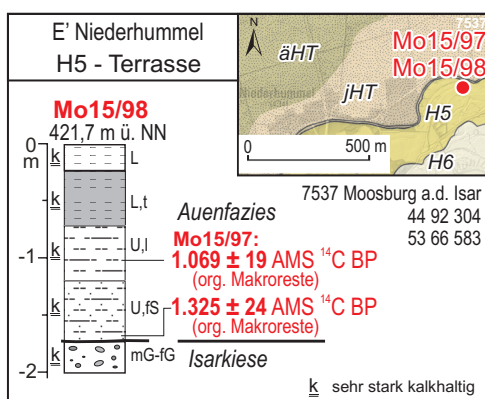 E' Niederhummel
H5 - Terrasse
Mo15/98
421,7 m ü. NN
0
m
-1
-2
k
k
k
k
k
L
L,t
U,l
U,fS
mG-fG
Auenfazies
Mo15/97:
1.069 ± 19 AMS 14C BP
(org. Makroreste)
1.325 ± 24 AMS 14C BP
(org. Makroreste)
Isarkiese
k sehr stark kalkhaltig
N
7537
Mo15/97
Mo15/98
äHT
Niederhummel
jHT
H5
H6
0 500 m
7537 Moosburg a.d. Isar
44 92 304
53 66 583